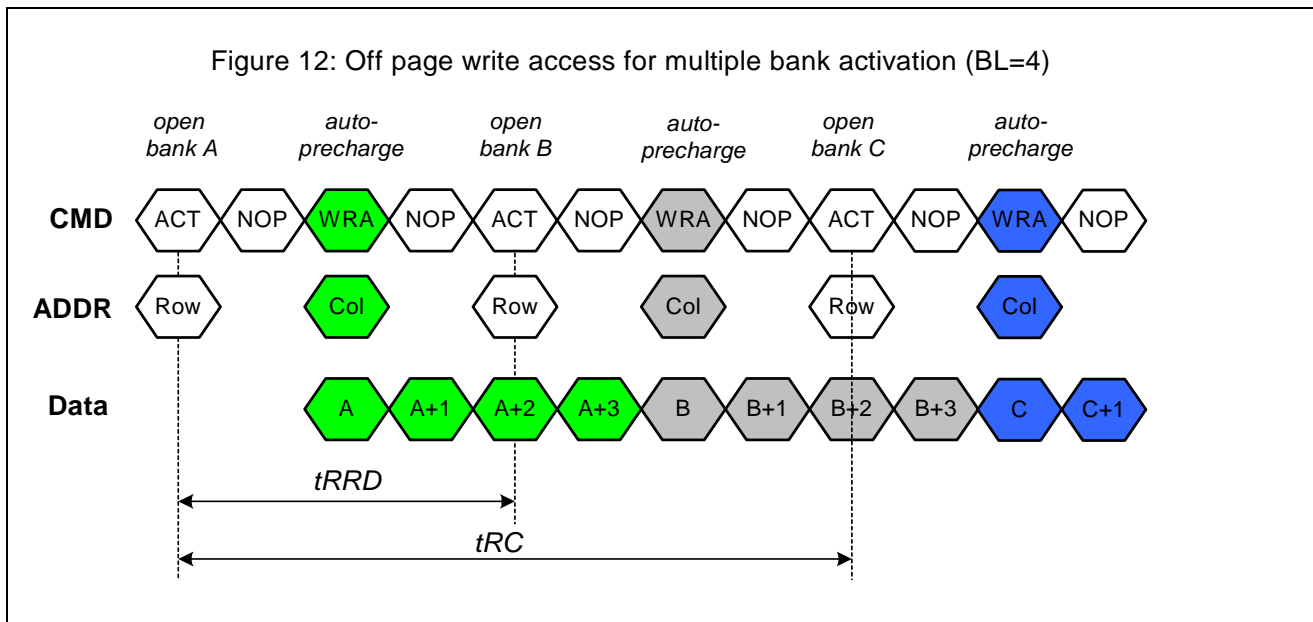 Figure 12: Off page write access for multiple bank activation (BL=4)
open auto- open auto- open auto-
bank A precharge bank B precharge bank C precharge
CMD ACT NOP WRA NOP ACT NOP WRA NOP ACT NOP WRA NOP
ADDR Row Col Row Col Row Col
Data A A+1 A+2 A+3 B B+1 B+2 B+3 C C+1
tRRD
tRC